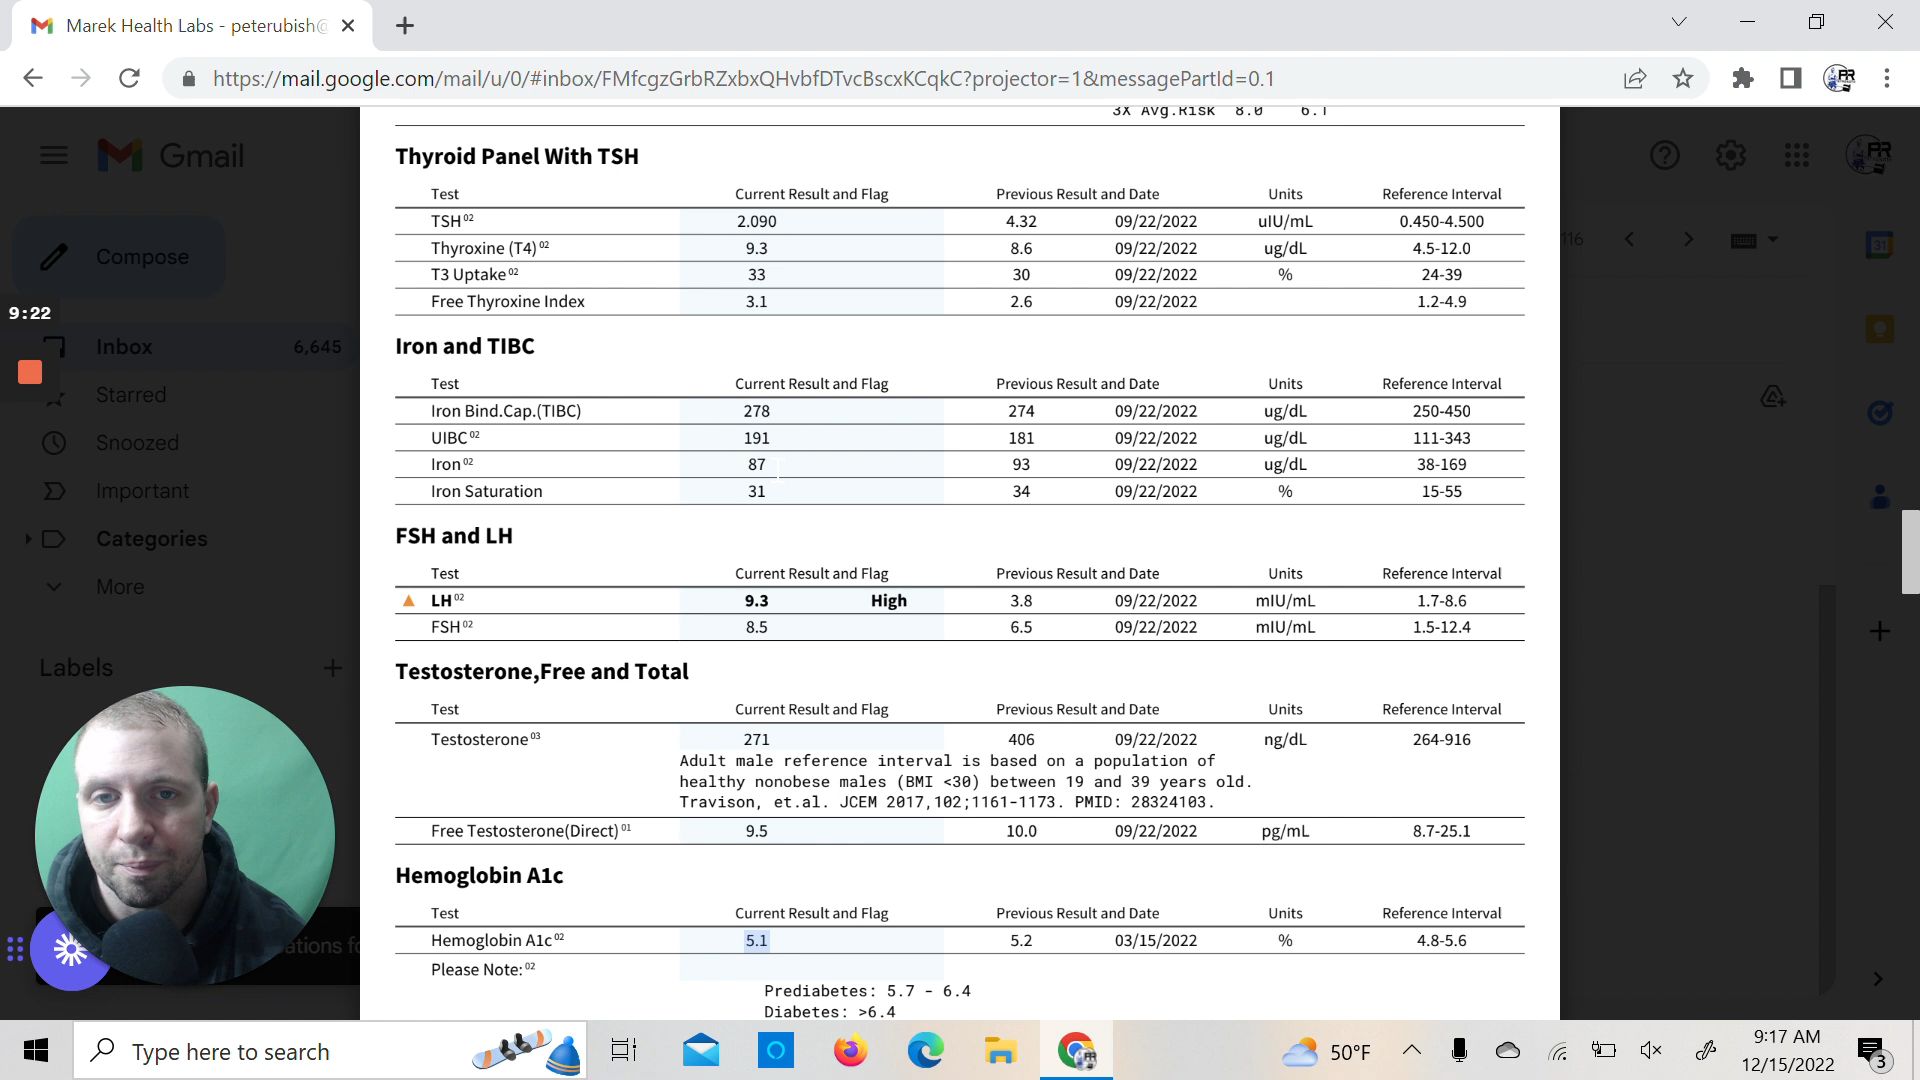 Marek Health Labs - peterubish@
https://mail.google.com/mail/u/0/#inbox/FMfcgzGrbRZxbxQHvbfDTvcBscxKCqkC?projector=1&messagePartId=0.1
Gmail
Compose
9:22
Inbox 6,645
Starred
Snoozed
Important
Categories
More
Labels
3X Avg.Risk 8.0 6.1
Thyroid Panel With TSH
Test Current Result and Flag Previous Result and Date Units Reference Interval
TSH 02 2.090 4.32 09/22/2022 uIU/mL 0.450-4.500
Thyroxine (T4) 02 9.3 8.6 09/22/2022 ug/dL 4.5-12.0
T3 Uptake 02 33 30 09/22/2022 % 24-39
Free Thyroxine Index 3.1 2.6 09/22/2022 1.2-4.9
Iron and TIBC
Test Current Result and Flag Previous Result and Date Units Reference Interval
Iron Bind.Cap.(TIBC) 278 274 09/22/2022 ug/dL 250-450
UIBC 02 191 181 09/22/2022 ug/dL 111-343
Iron 02 87 93 09/22/2022 ug/dL 38-169
Iron Saturation 31 34 09/22/2022 % 15-55
FSH and LH
Test Current Result and Flag Previous Result and Date Units Reference Interval
LH 02 9.3 High 3.8 09/22/2022 mIU/mL 1.7-8.6
FSH 02 8.5 6.5 09/22/2022 mIU/mL 1.5-12.4
Testosterone,Free and Total
Test Current Result and Flag Previous Result and Date Units Reference Interval
Testosterone 03 271 406 09/22/2022 ng/dL 264-916
Adult male reference interval is based on a population of
healthy nonobese males (BMI <30) between 19 and 39 years old.
Travison, et.al. JCEM 2017,102;1161-1173. PMID: 28324103.
Free Testosterone(Direct) 01 9.5 10.0 09/22/2022 pg/mL 8.7-25.1
Hemoglobin A1c
Test Current Result and Flag Previous Result and Date Units Reference Interval
Hemoglobin A1c 02 5.1 5.2 03/15/2022 % 4.8-5.6
Please Note: 02
Prediabetes: 5.7 - 6.4
Diabetes: >6.4
31
Type here to search
50°F
9:17 AM
12/15/2022
3